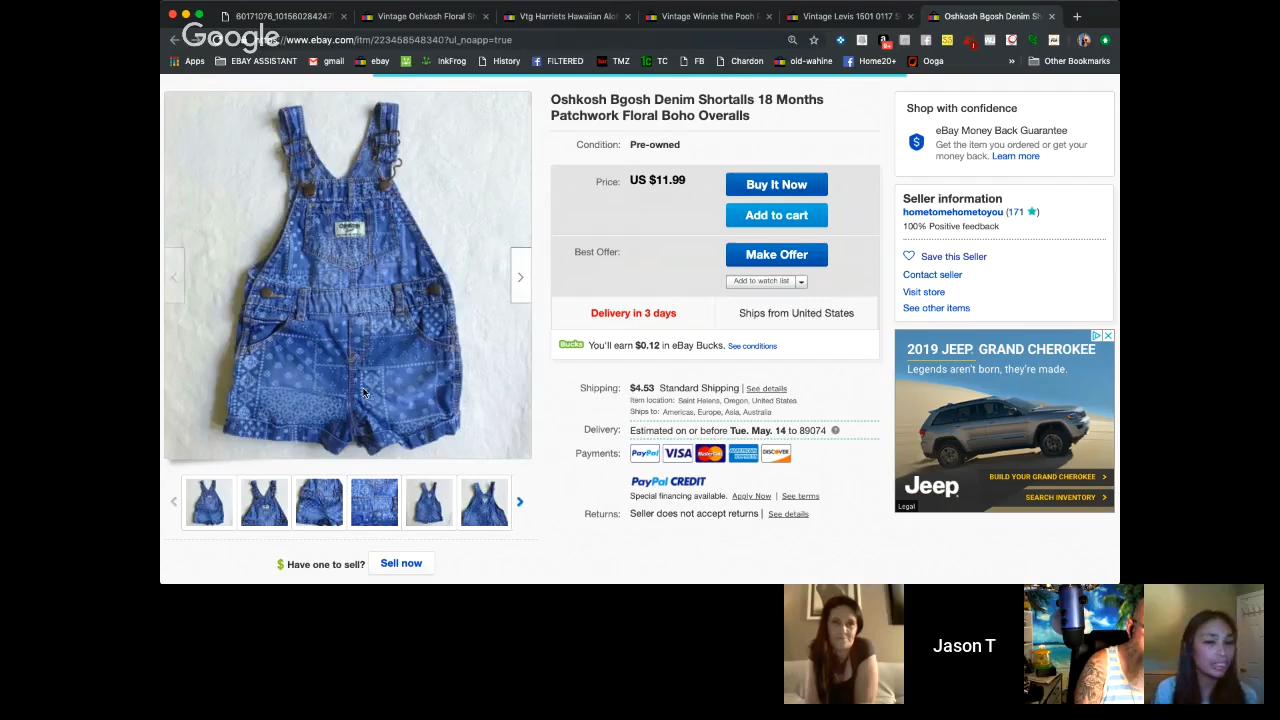 60171076_101560284247
Vintage Oshkosh Floral S
Vtg Harriets Hawaiian Alo
Vintage Winnie the Pooh P
Vintage Levis 1501 0117 S
Oshkosh Bgosh Denim Sh
Google
https://www.ebay.com/itm/223458548340?ul_noapp=true
Apps
EBAY ASSISTANT
gmail
ebay
InkFrog
History
FILTERED
TMZ
TC
FB
Chardon
old-wahine
Home20+
Ooga
»
Other Bookmarks
Oshkosh Bgosh Denim Shortalls 18 Months
Patchwork Floral Boho Overalls
Condition: Pre-owned
Price: US $11.99
Buy It Now
Add to cart
Best Offer:
Make Offer
Add to watch list
Delivery in 3 days
Ships from United States
Bucks You'll earn $0.12 in eBay Bucks. See conditions
Shipping: $4.53 Standard Shipping | See details
Item location: Saint Helens, Oregon, United States
Ships to: Americas, Europe, Asia, Australia
Delivery: Estimated on or before Tue. May. 14 to 89074
Payments: PayPal VISA MasterCard AMERICAN EXPRESS DISCOVER
PayPal CREDIT
Special financing available. Apply Now | See terms
Returns: Seller does not accept returns | See details
Have one to sell? Sell now
Shop with confidence
eBay Money Back Guarantee
Get the item you ordered or get your
money back. Learn more
Seller information
hometomehometoyou (171)
100% Positive feedback
Save this Seller
Contact seller
Visit store
See other items
2019 JEEP GRAND CHEROKEE
Legends aren't born, they're made.
Jeep
BUILD YOUR GRAND CHEROKEE >
SEARCH INVENTORY >
Legal
Jason T